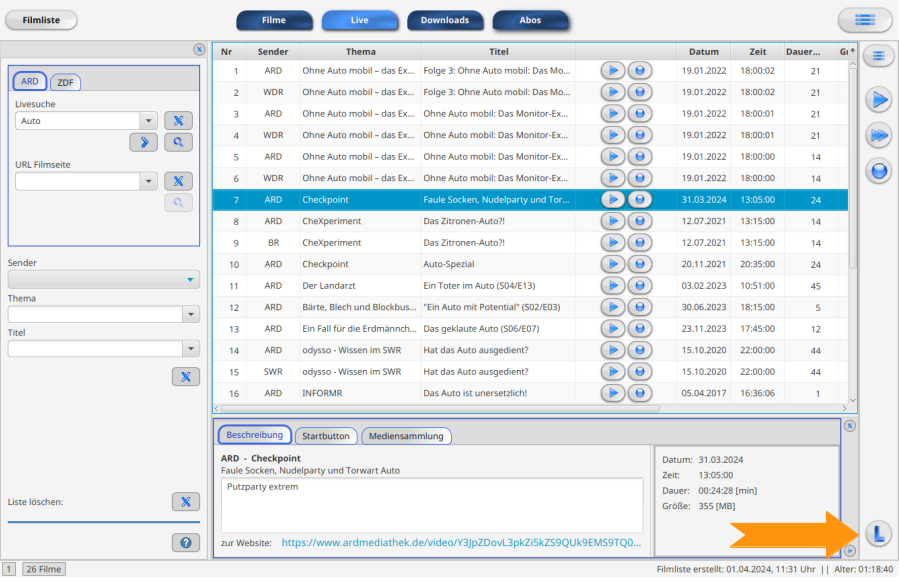 Filmliste
Filme
Live
Downloads
Abos
ARD
ZDF
Livesuche
Auto
URL Filmseite
Sender
Thema
Titel
Liste löschen:
Nr Sender Thema Titel Datum Zeit Dauer...
1 ARD Ohne Auto mobil – das Ex... Folge 3: Ohne Auto mobil: Das Mo... 19.01.2022 18:00:02 21
2 WDR Ohne Auto mobil – das Ex... Folge 3: Ohne Auto mobil: Das Mo... 19.01.2022 18:00:02 21
3 ARD Ohne Auto mobil – das Ex... Ohne Auto mobil: Das Monitor-Ex... 19.01.2022 18:00:01 21
4 WDR Ohne Auto mobil – das Ex... Ohne Auto mobil: Das Monitor-Ex... 19.01.2022 18:00:01 21
5 ARD Ohne Auto mobil – das Ex... Ohne Auto mobil: Das Monitor-Ex... 19.01.2022 18:00:00 14
6 WDR Ohne Auto mobil – das Ex... Ohne Auto mobil: Das Monitor-Ex... 19.01.2022 18:00:00 14
7 ARD Checkpoint Faule Socken, Nudelparty und Tor... 31.03.2024 13:05:00 24
8 ARD CheXperiment Das Zitronen-Auto?! 12.07.2021 13:15:00 14
9 BR CheXperiment Das Zitronen-Auto?! 12.07.2021 13:15:00 14
10 ARD Checkpoint Auto-Spezial 20.11.2021 20:35:00 24
11 ARD Der Landarzt Ein Toter im Auto (S04/E13) 03.02.2023 10:51:00 45
12 ARD Bärte, Blech und Blockbus... "Ein Auto mit Potential" (S02/E03) 30.06.2023 18:15:00 5
13 ARD Ein Fall für die Erdmännch... Das geklaute Auto (S06/E07) 23.11.2023 17:45:00 12
14 ARD odysso - Wissen im SWR Hat das Auto ausgedient? 15.10.2020 22:00:00 44
15 SWR odysso - Wissen im SWR Hat das Auto ausgedient? 15.10.2020 22:00:00 44
16 ARD INFORMR Das Auto ist unersetzlich! 05.04.2017 16:36:06 1
Beschreibung
Startbutton
Mediensammlung
ARD - Checkpoint
Faule Socken, Nudelparty und Torwart Auto
Putzparty extrem
zur Website: https://www.ardmediathek.de/video/Y3JpZDovL3pkZi5kZS9QUk9EMS9TQ0...
Datum: 31.03.2024
Zeit: 13:05:00
Dauer: 00:24:28 [min]
Größe: 355 [MB]
L
1
26 Filme
Filmliste erstellt: 01.04.2024, 11:31 Uhr || Alter: 01:18:40